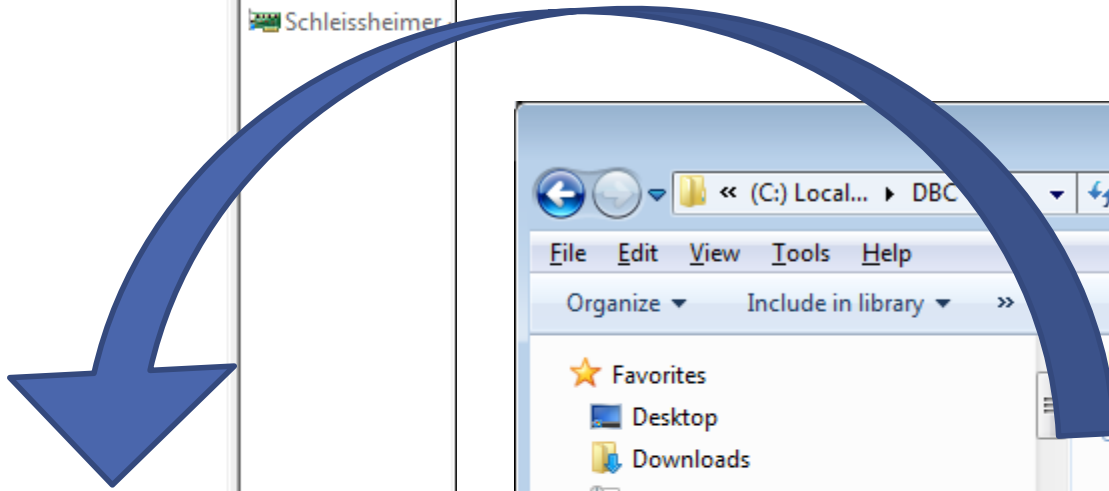 Schleissheimer
« (C:) Local... ▸ DBC
File Edit View Tools Help
Organize ▾ Include in library ▾ »
Favorites
Desktop
Downloads